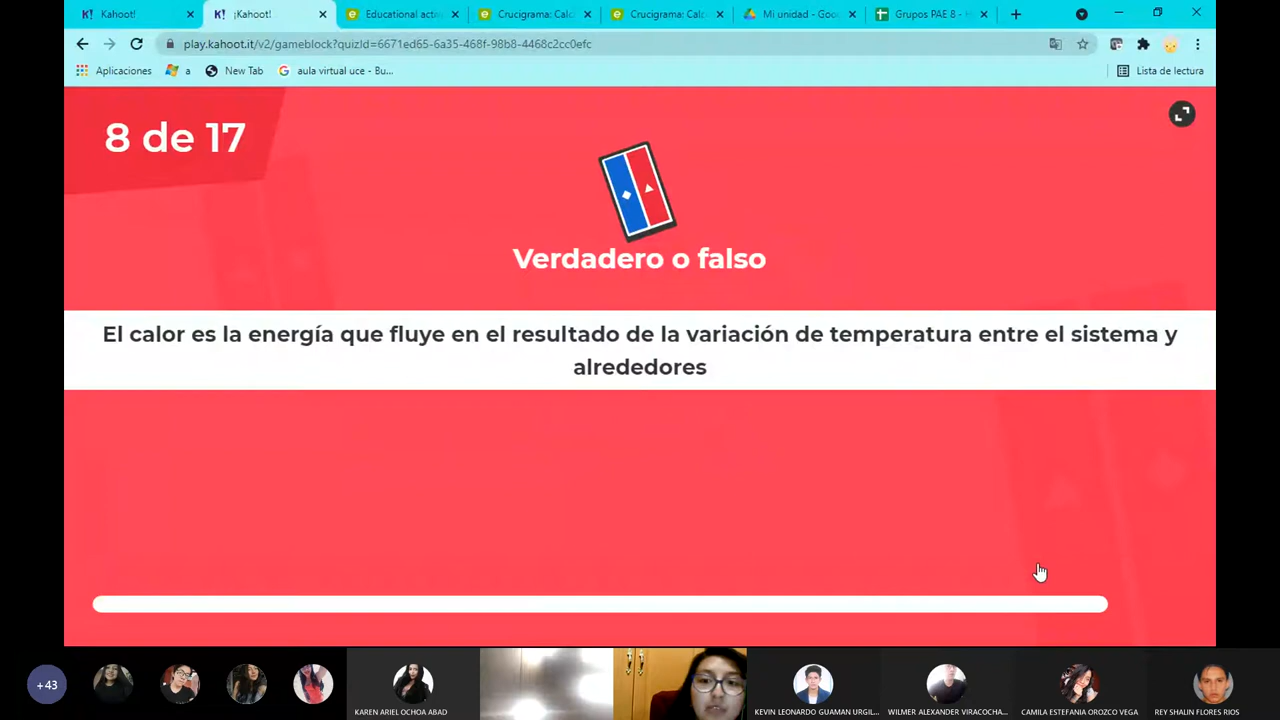 Kahoot!
¡Kahoot!
Educational activ
Crucigrama: Calc
Crucigrama: Calc
Mi unidad - Goo
Grupos PAE 8 - H
play.kahoot.it/v2/gameblock?quizId=6671ed65-6a35-468f-98b8-4468c2cc0efc
Aplicaciones
a
New Tab
aula virtual uce - Bu...
Lista de lectura
8 de 17
Verdadero o falso
El calor es la energía que fluye en el resultado de la variación de temperatura entre el sistema y
alrededores
+43
KAREN ARIEL OCHOA ABAD
KEVIN LEONARDO GUAMAN URGIL...
WILMER ALEXANDER VIRACOCHA...
CAMILA ESTEFANIA OROZCO VEGA
REY SHALIN FLORES RIOS